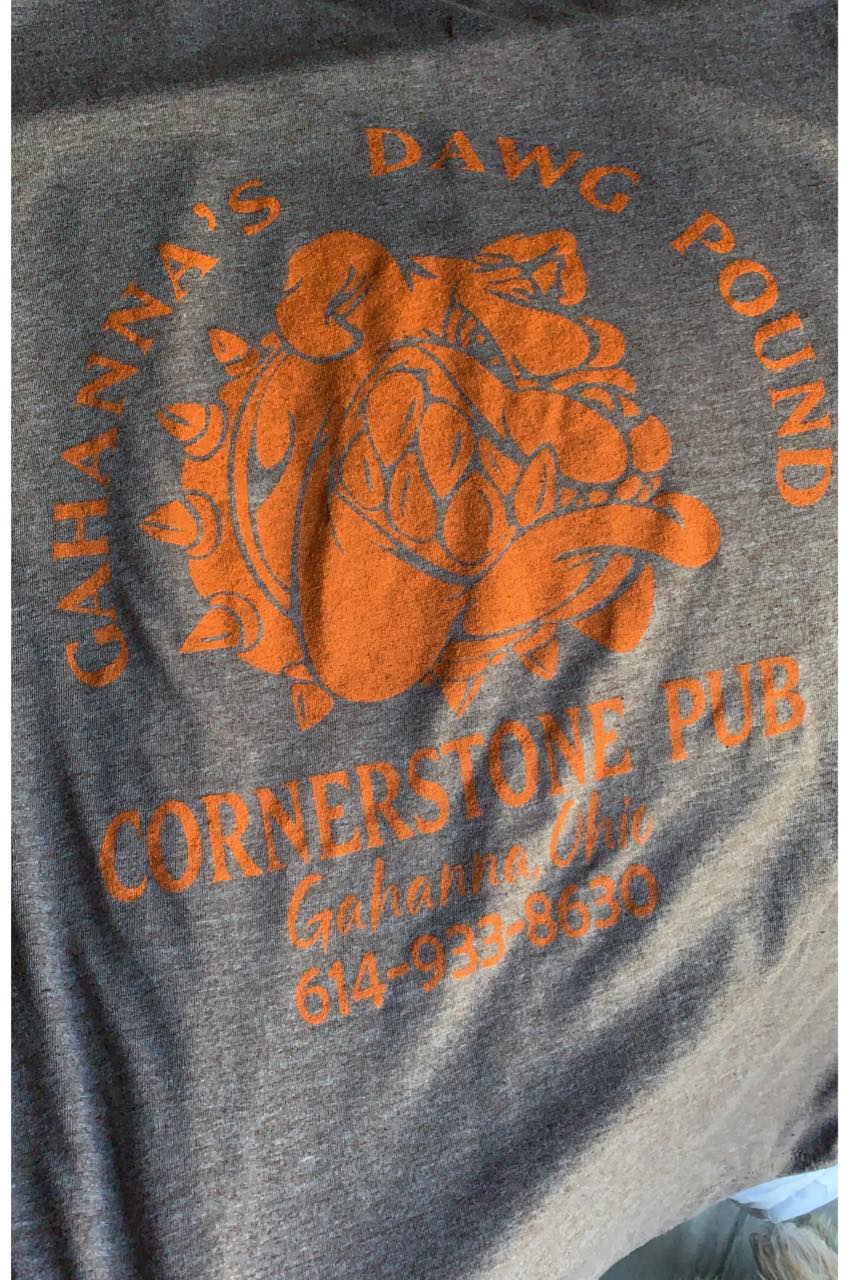 GAHANNA'S DAWG POUND
CORNERSTONE PUB
Gahanna, Ohio
614-933-8630